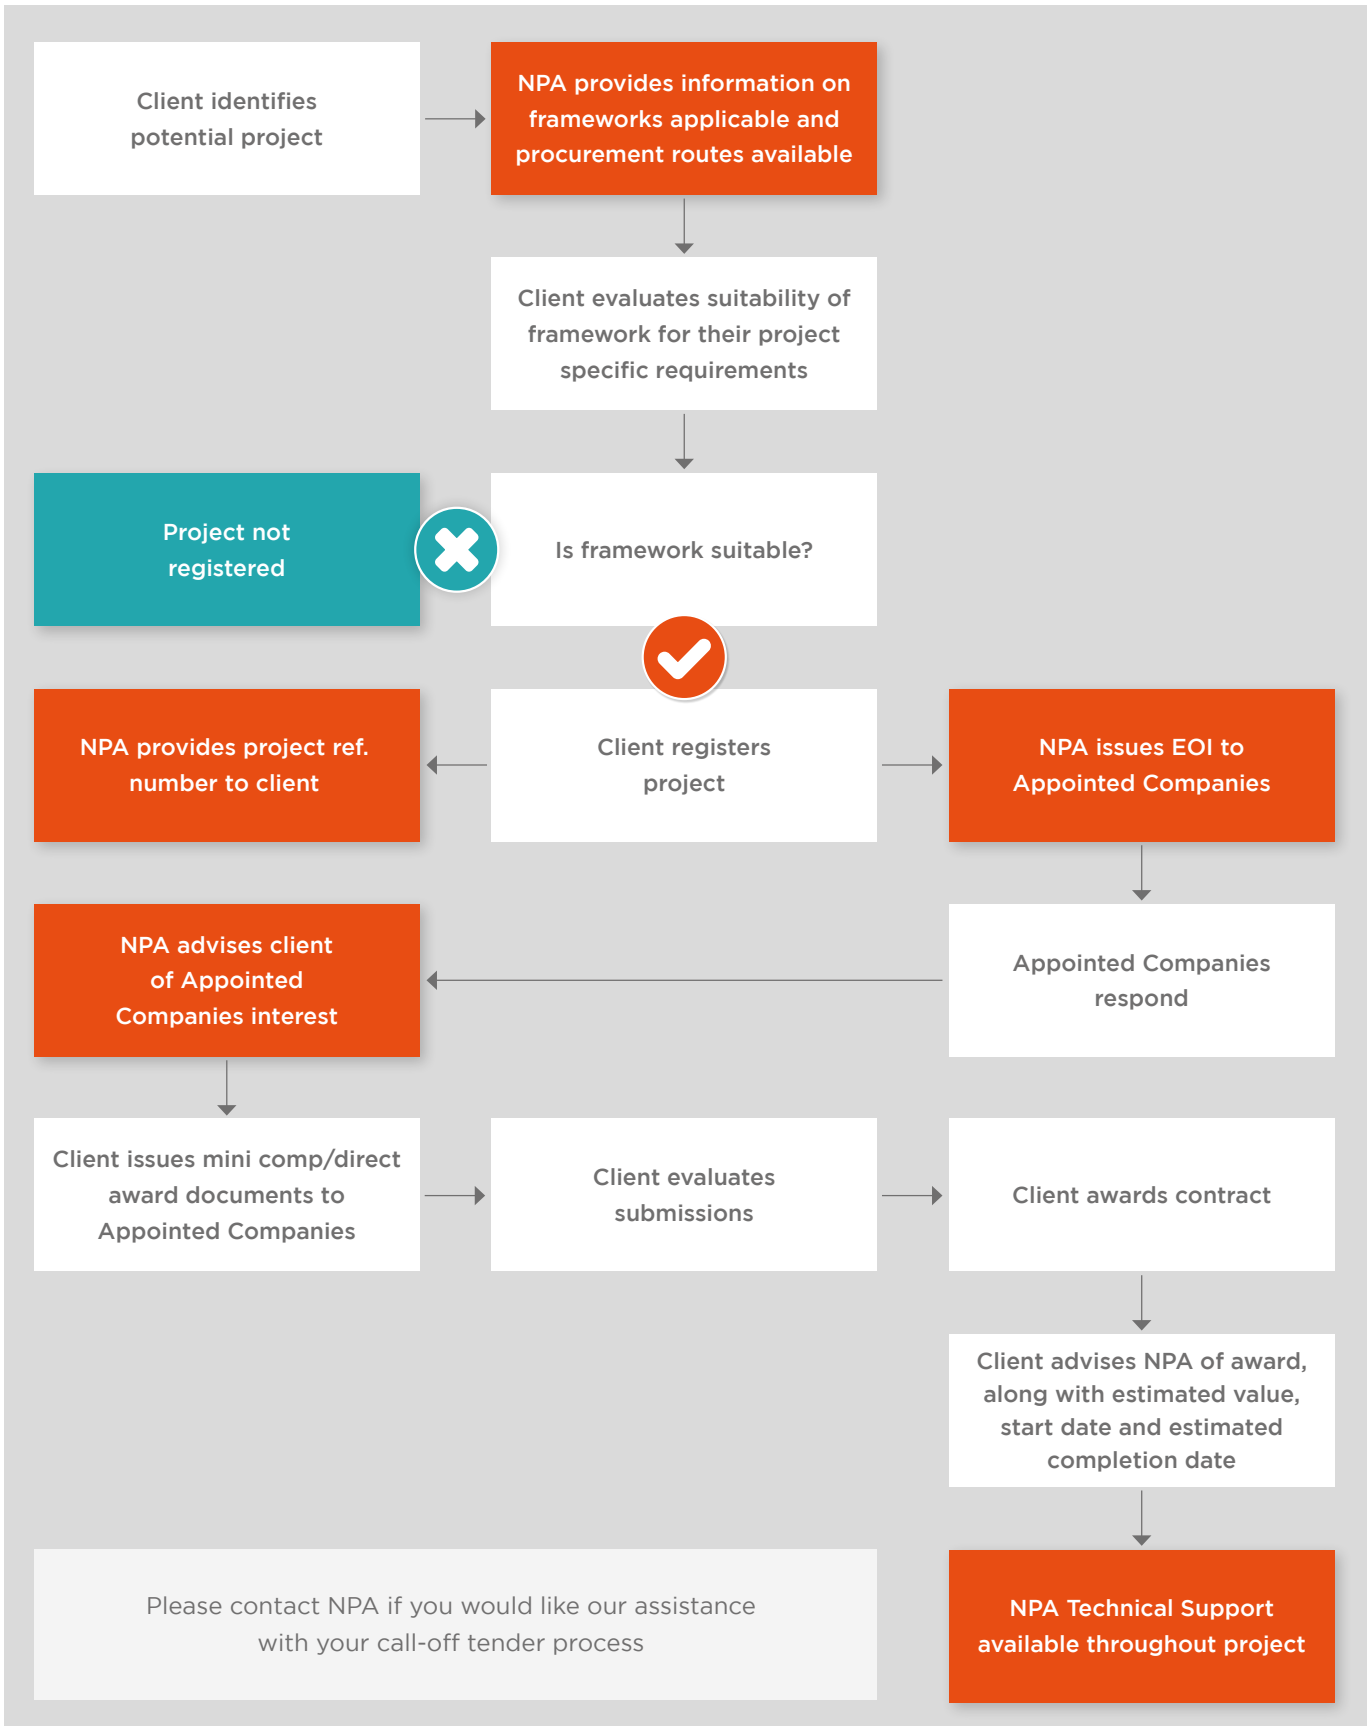 Client identifies
potential project
NPA provides information on
frameworks applicable and
procurement routes available
Client evaluates suitability of
framework for their project
specific requirements
Project not
registered
Is framework suitable?
NPA provides project ref.
number to client
Client registers
project
NPA issues EOI to
Appointed Companies
NPA advises client
of Appointed
Companies interest
Appointed Companies
respond
Client issues mini comp/direct
award documents to
Appointed Companies
Client evaluates
submissions
Client awards contract
Client advises NPA of award,
along with estimated value,
start date and estimated
completion date
Please contact NPA if you would like our assistance
with your call-off tender process
NPA Technical Support
available throughout project